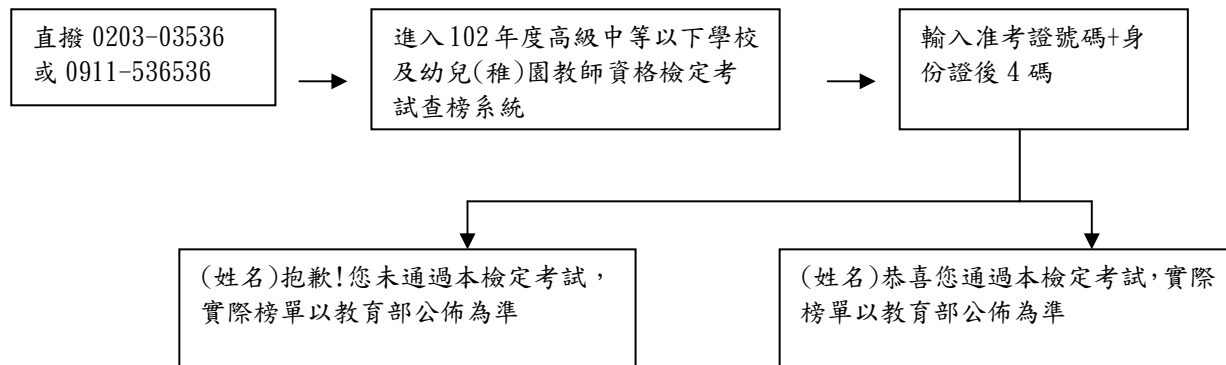 直撥 0203-03536
或 0911-536536
進入102年度高級中等以下學校
及幼兒(稚)園教師資格檢定考
試查榜系統
輸入准考證號碼+身
份證後 4 碼
(姓名)抱歉!您未通過本檢定考試，
實際榜單以教育部公佈為準
(姓名)恭喜您通過本檢定考試，實際
榜單以教育部公佈為準